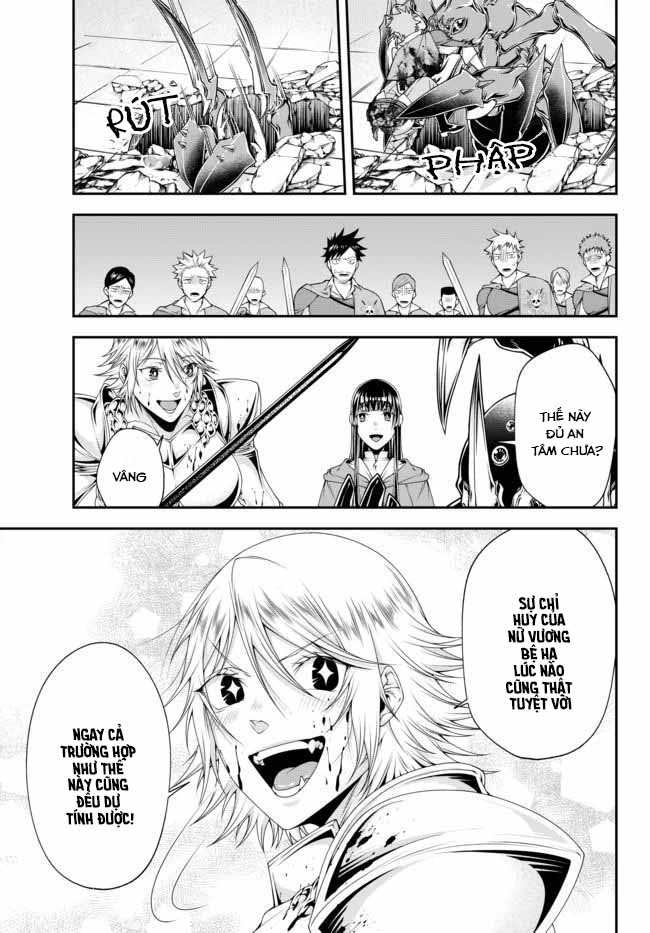 PHẬP
RÚT
THẾ NÀY
ĐỦ AN
TÂM CHƯA?
VÂNG
SỰ CHỈ
HUY CỦA
NỮ VƯƠNG
BỆ HẠ
LÚC NÀO
CŨNG THẬT
TUYỆT VỜI
NGAY CẢ
TRƯỜNG HỢP
NHƯ THẾ
NÀY CŨNG
ĐỀU DỰ
TÍNH ĐƯỢC!